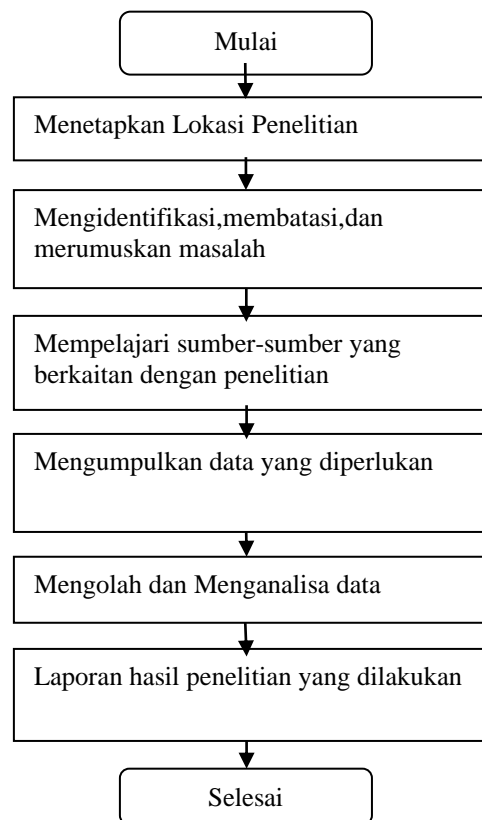 Mulai
Menetapkan Lokasi Penelitian
Mengidentifikasi,membatasi,dan
merumuskan masalah
Mempelajari sumber-sumber yang
berkaitan dengan penelitian
Mengumpulkan data yang diperlukan
Mengolah dan Menganalisa data
Laporan hasil penelitian yang dilakukan
Selesai